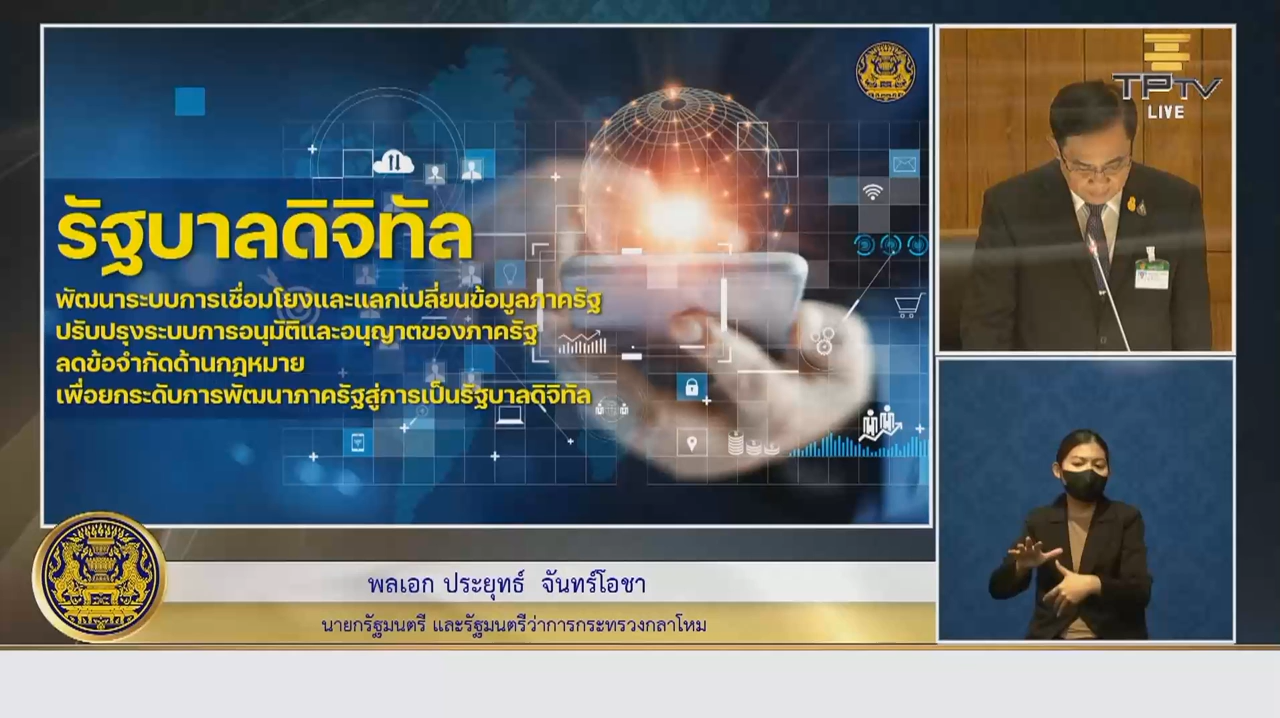 TPTV
LIVE
รัฐบาลดิจิทัล
พัฒนาระบบการเชื่อมโยงและแลกเปลี่ยนข้อมูลภาครัฐ
ปรับปรุงระบบการอนุมัติและอนุญาตของภาครัฐ
ลดข้อจำกัดด้านกฎหมาย
เพื่อยกระดับการพัฒนาภาครัฐสู่การเป็นรัฐบาลดิจิทัล
พลเอก ประยุทธ์ จันทร์โอชา
นายกรัฐมนตรี และรัฐมนตรีว่าการกระทรวงกลาโหม